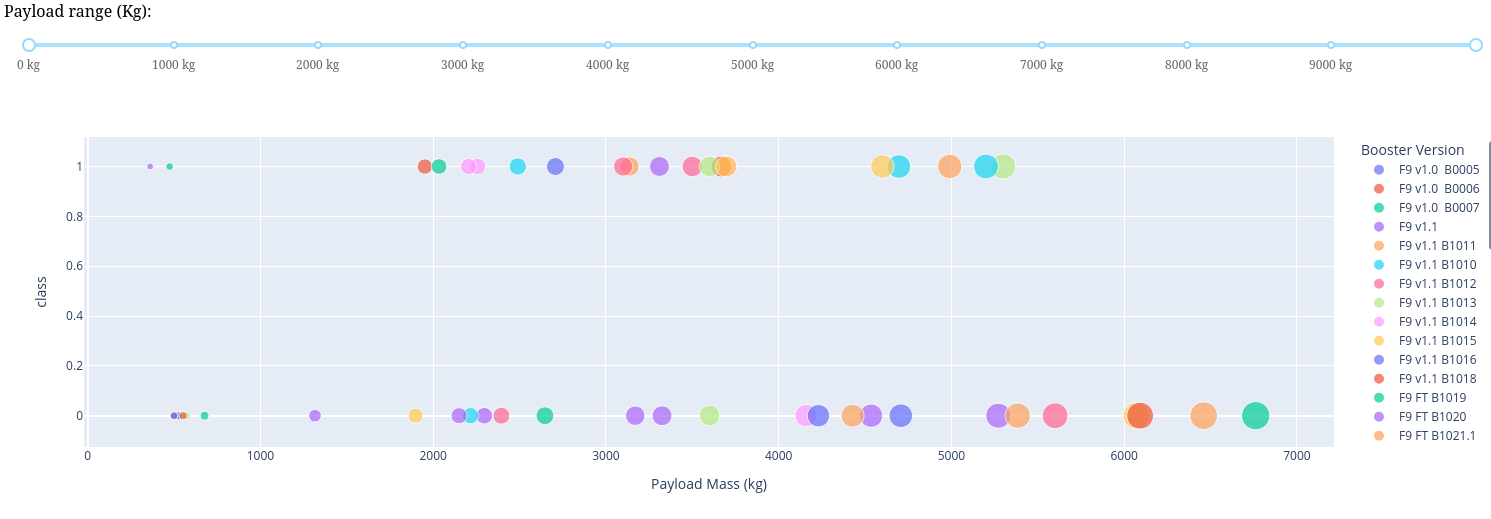 Payload range (Kg):
0 kg 1000 kg 2000 kg 3000 kg 4000 kg 5000 kg 6000 kg 7000 kg 8000 kg 9000 kg
1
0.8
0.6
0.4
0.2
0
class
0 1000 2000 3000 4000 5000 6000 7000
Payload Mass (kg)
Booster Version
F9 v1.0  B0005
F9 v1.0  B0006
F9 v1.0  B0007
F9 v1.1
F9 v1.1 B1011
F9 v1.1 B1010
F9 v1.1 B1012
F9 v1.1 B1013
F9 v1.1 B1014
F9 v1.1 B1015
F9 v1.1 B1016
F9 v1.1 B1018
F9 FT B1019
F9 FT B1020
F9 FT B1021.1